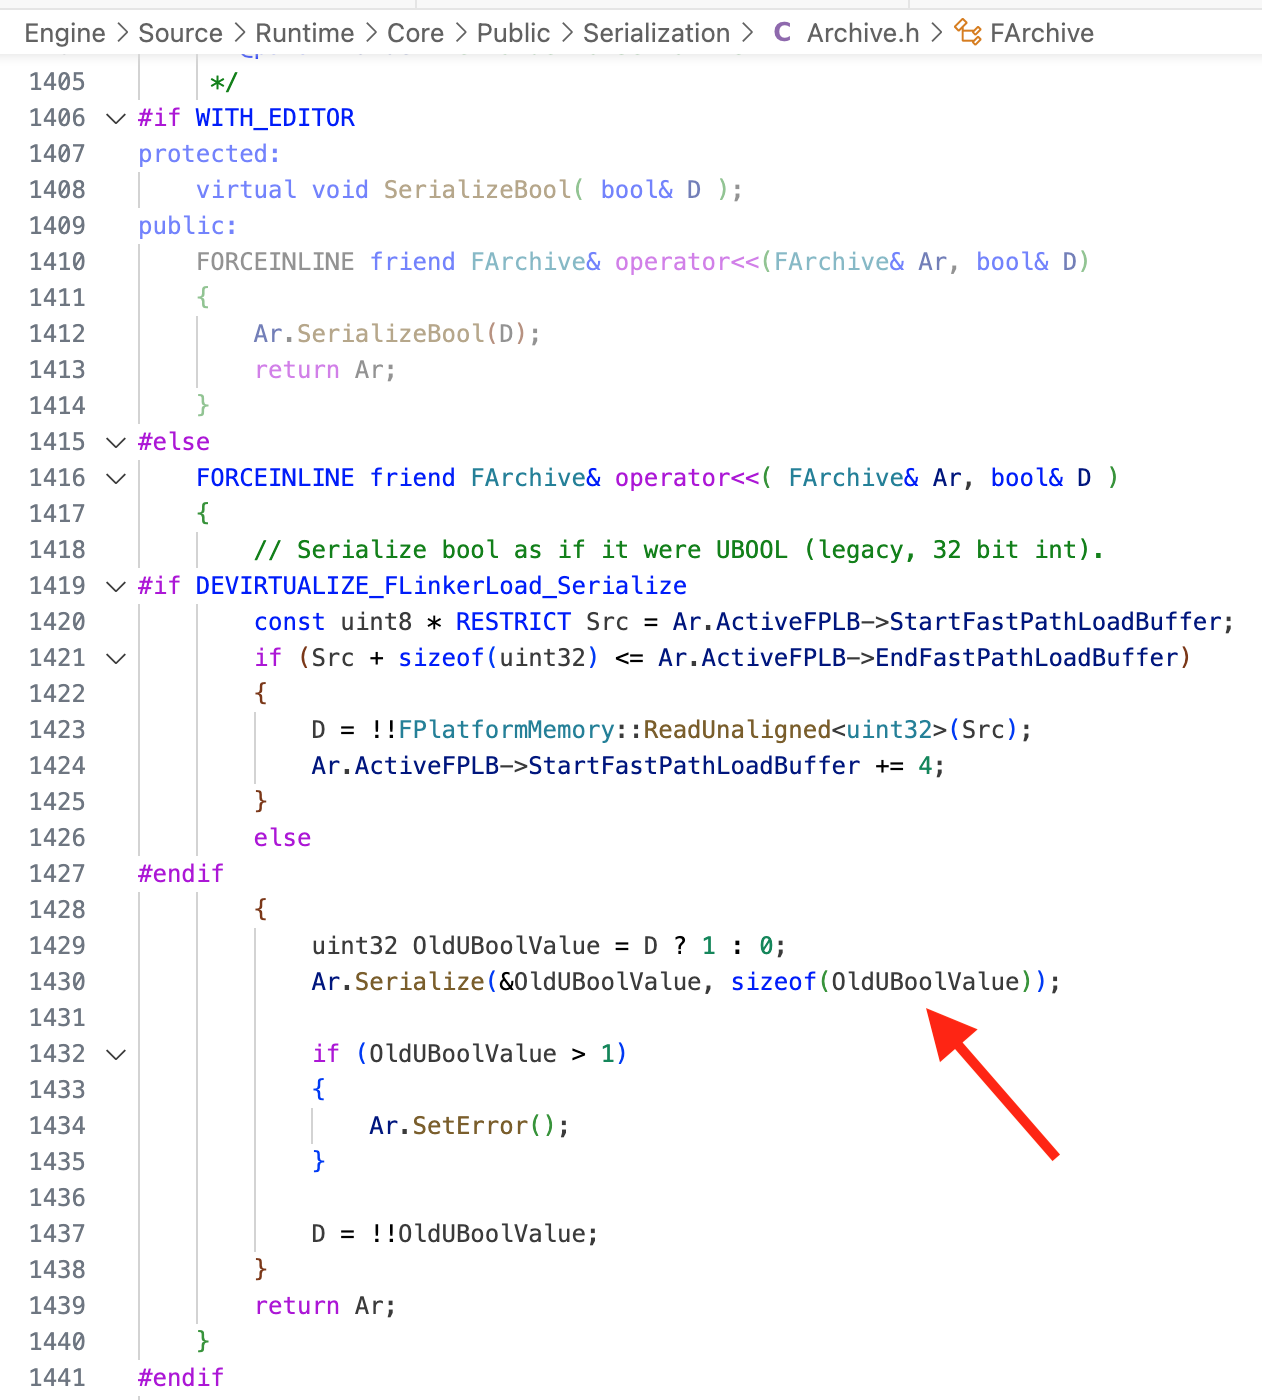 Engine > Source > Runtime > Core > Public > Serialization > C Archive.h > FArchive
1405 */
1406 #if WITH_EDITOR
1407 protected:
1408 virtual void SerializeBool( bool& D );
1409 public:
1410 FORCEINLINE friend FArchive& operator<<(FArchive& Ar, bool& D)
1411 {
1412 Ar.SerializeBool(D);
1413 return Ar;
1414 }
1415 #else
1416 FORCEINLINE friend FArchive& operator<<( FArchive& Ar, bool& D )
1417 {
1418 // Serialize bool as if it were UBOOL (legacy, 32 bit int).
1419 #if DEVIRTUALIZE_FLinkerLoad_Serialize
1420 const uint8 * RESTRICT Src = Ar.ActiveFPLB->StartFastPathLoadBuffer;
1421 if (Src + sizeof(uint32) <= Ar.ActiveFPLB->EndFastPathLoadBuffer)
1422 {
1423 D = !!FPlatformMemory::ReadUnaligned<uint32>(Src);
1424 Ar.ActiveFPLB->StartFastPathLoadBuffer += 4;
1425 }
1426 else
1427 #endif
1428 {
1429 uint32 OldUBoolValue = D ? 1 : 0;
1430 Ar.Serialize(&OldUBoolValue, sizeof(OldUBoolValue));
1431
1432 if (OldUBoolValue > 1)
1433 {
1434 Ar.SetError();
1435 }
1436
1437 D = !!OldUBoolValue;
1438 }
1439 return Ar;
1440 }
1441 #endif